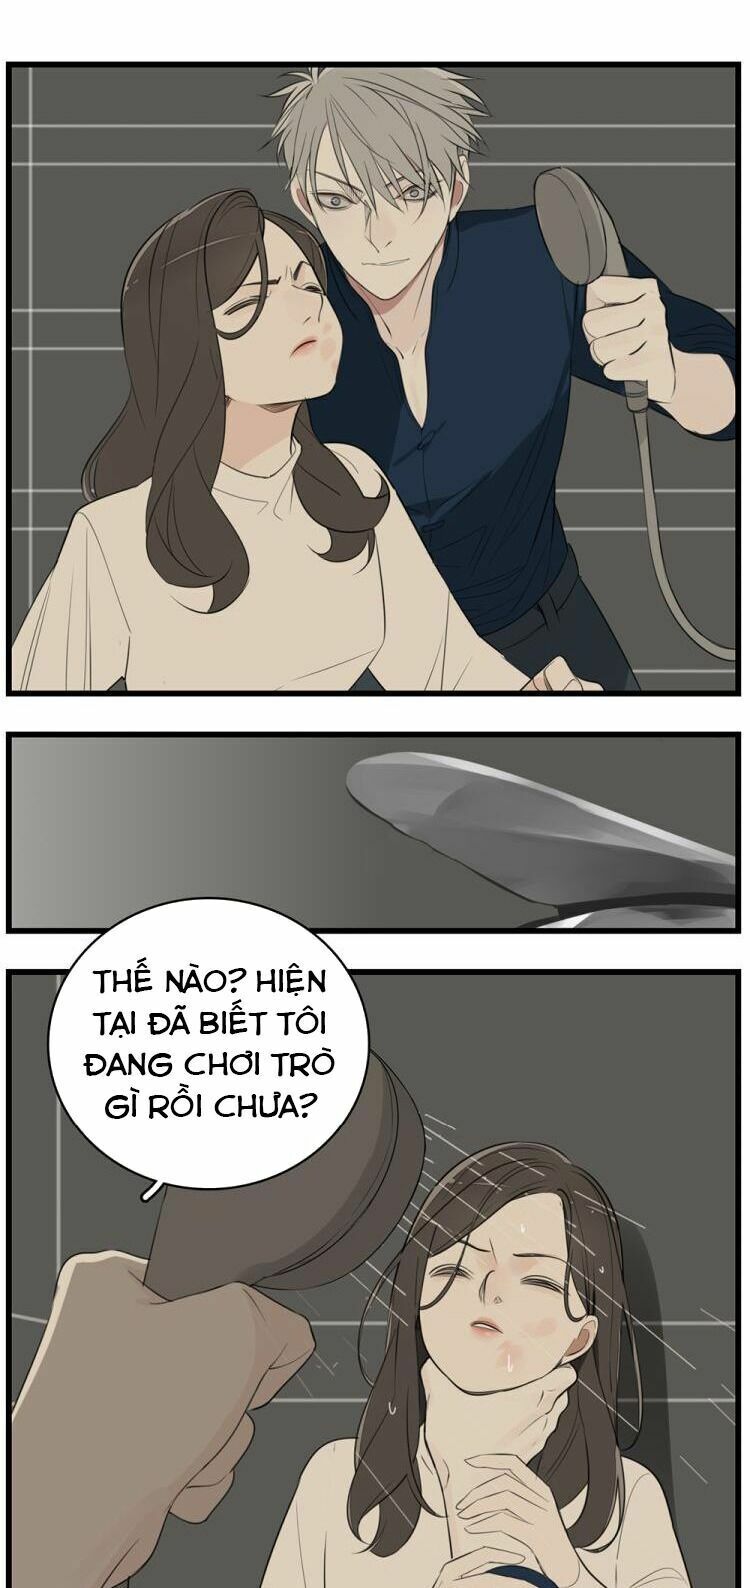 THẾ NÀO? HIỆN
TẠI ĐÃ BIẾT TÔI
ĐANG CHƠI TRÒ
GÌ RỒI CHƯA?